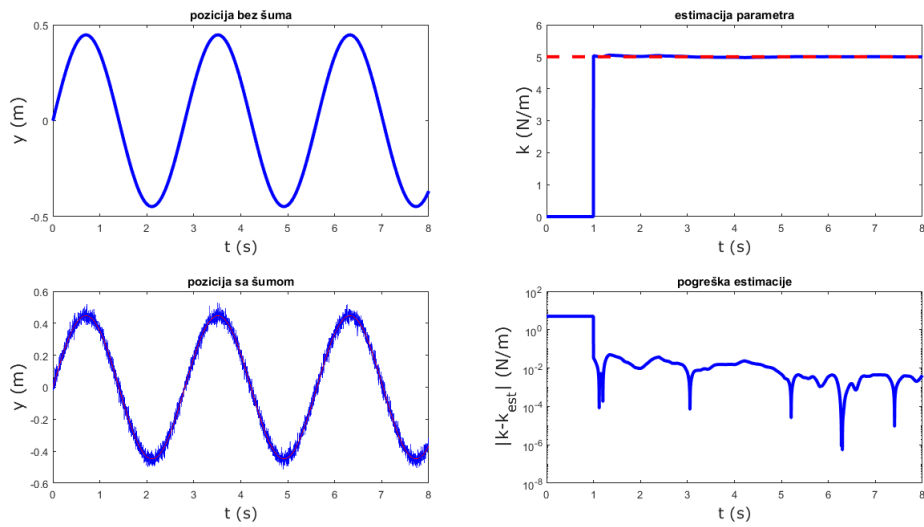 pozicija bez šuma
0.5
0
-0.5
y (m)
0 1 2 3 4 5 6 7 8
t (s)
estimacija parametra
6
5
4
3
2
1
0
k (N/m)
0 1 2 3 4 5 6 7 8
t (s)
pozicija sa šumom
0.6
0.4
0.2
0
-0.2
-0.4
-0.6
y (m)
0 1 2 3 4 5 6 7 8
t (s)
pogreška estimacije
10^2
10^0
10^-2
10^-4
10^-6
10^-8
|k-k_est| (N/m)
0 1 2 3 4 5 6 7 8
t (s)